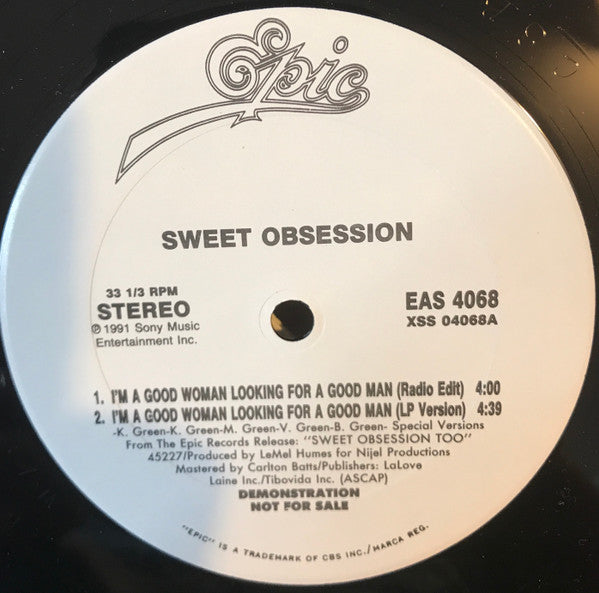 Epic
SWEET OBSESSION
33 1/3 RPM
STEREO
℗ 1991 Sony Music
Entertainment Inc.
EAS 4068
XSS 04068A
1. I'M A GOOD WOMAN LOOKING FOR A GOOD MAN (Radio Edit) 4:00
2. I'M A GOOD WOMAN LOOKING FOR A GOOD MAN (LP Version) 4:39
-K. Green-K. Green-M. Green-V. Green-B. Green- Special Versions
From The Epic Records Release: "SWEET OBSESSION TOO"
45227/Produced by LeMel Humes for Nijel Productions
Mastered by Carlton Batts/Publishers: LaLove
Laine Inc./Tibovida Inc. (ASCAP)
DEMONSTRATION
NOT FOR SALE
"EPIC" IS A TRADEMARK OF CBS INC./MARCA REG.